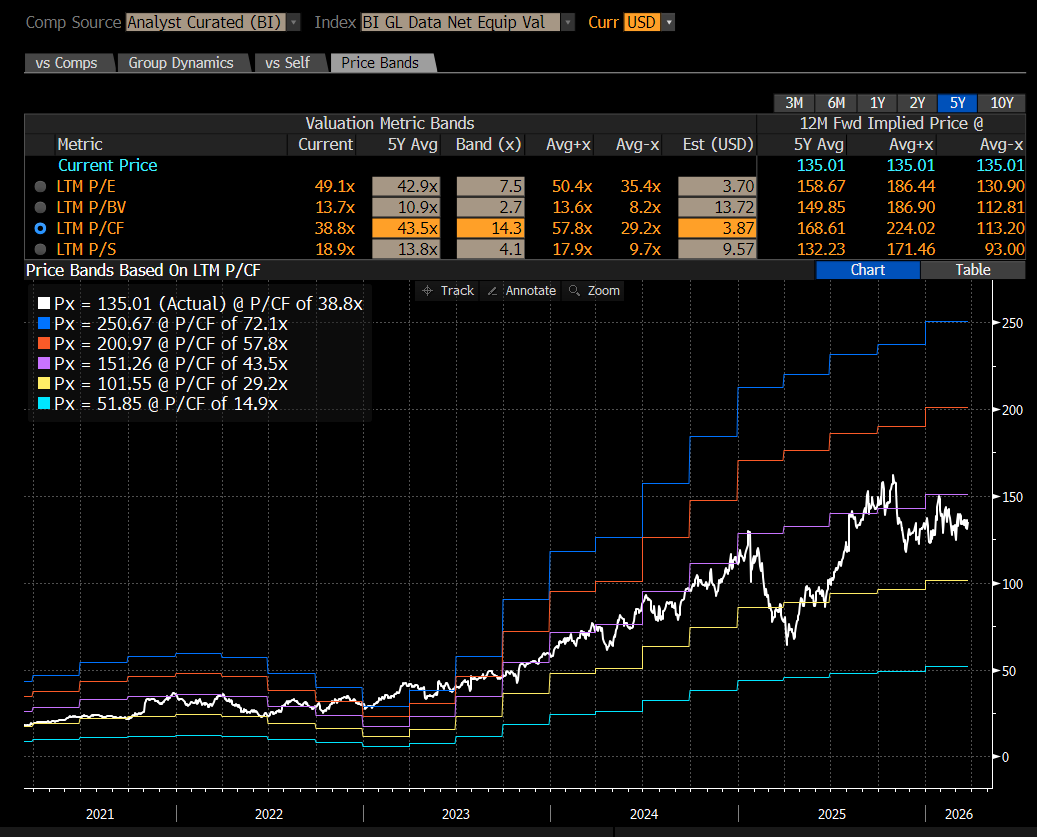 Comp Source Analyst Curated (BI) Index BI GL Data Net Equip Val Curr USD
vs Comps Group Dynamics vs Self Price Bands
3M 6M 1Y 2Y 5Y 10Y
Valuation Metric Bands 12M Fwd Implied Price @
Metric Current 5Y Avg Band (x) Avg+x Avg-x Est (USD) 5Y Avg Avg+x Avg-x
Current Price 135.01 135.01 135.01
LTM P/E 49.1x 42.9x 7.5 50.4x 35.4x 3.70 158.67 186.44 130.90
LTM P/BV 13.7x 10.9x 2.7 13.6x 8.2x 13.72 149.85 186.90 112.81
LTM P/CF 38.8x 43.5x 14.3 57.8x 29.2x 3.87 168.61 224.02 113.20
LTM P/S 18.9x 13.8x 4.1 17.9x 9.7x 9.57 132.23 171.46 93.00
Price Bands Based On LTM P/CF Chart Table
Track Annotate Zoom
Px = 135.01 (Actual) @ P/CF of 38.8x
Px = 250.67 @ P/CF of 72.1x
Px = 200.97 @ P/CF of 57.8x
Px = 151.26 @ P/CF of 43.5x
Px = 101.55 @ P/CF of 29.2x
Px = 51.85 @ P/CF of 14.9x
250
200
150
100
50
0
2021 2022 2023 2024 2025 2026